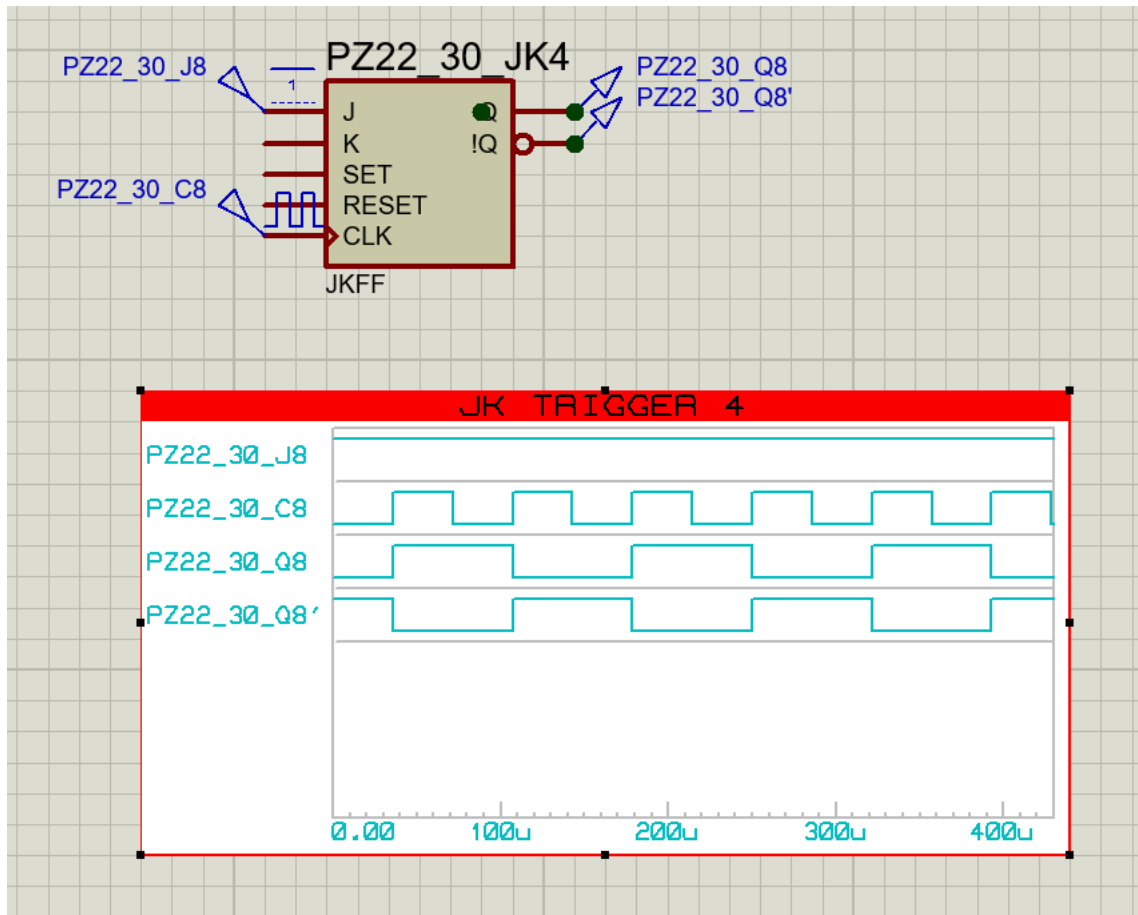 PZ22_30_JK4
PZ22_30_J8
1
PZ22_30_Q8
PZ22_30_Q8'
J
Q
K
!Q
SET
PZ22_30_C8
RESET
CLK
JKFF
JK TRIGGER 4
PZ22_30_J8
PZ22_30_C8
PZ22_30_Q8
PZ22_30_Q8'
0.00 100u 200u 300u 400u